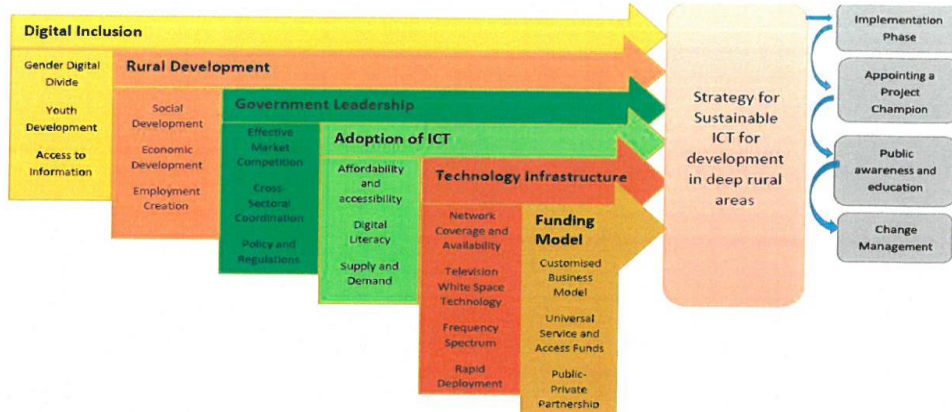 Digital Inclusion
Gender Digital
Divide
Youth
Development
Access to
Information
Rural Development
Social
Development
Economic
Development
Employment
Creation
Government Leadership
Effective
Market
Competition
Cross-
Sectoral
Coordination
Policy and
Regulations
Adoption of ICT
Affordability and
accessibility
Digital
Literacy
Supply and
Demand
Technology Infrastructure
Network
Coverage and
Availability
Television
White Space
Technology
Frequency
Spectrum
Rapid
Deployment
Funding
Model
Customised
Business
Model
Universal
Service and
Access Funds
Public-
Private
Partnership
Strategy for
Sustainable
ICT for
development
in deep rural
areas
Implementation
Phase
Appointing a
Project
Champion
Public
awareness and
education
Change
Management